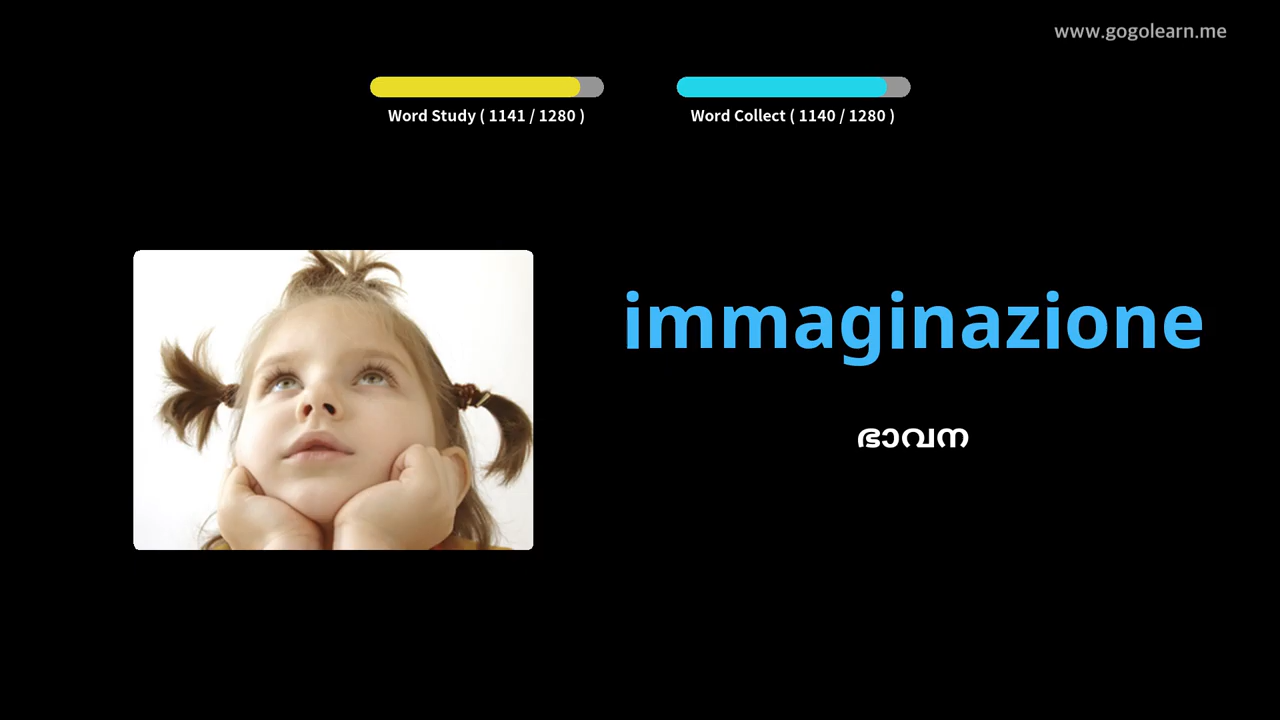 www.gogolearn.me
Word Study ( 1141 / 1280 )
Word Collect ( 1140 / 1280 )
immaginazione
ഭാവന